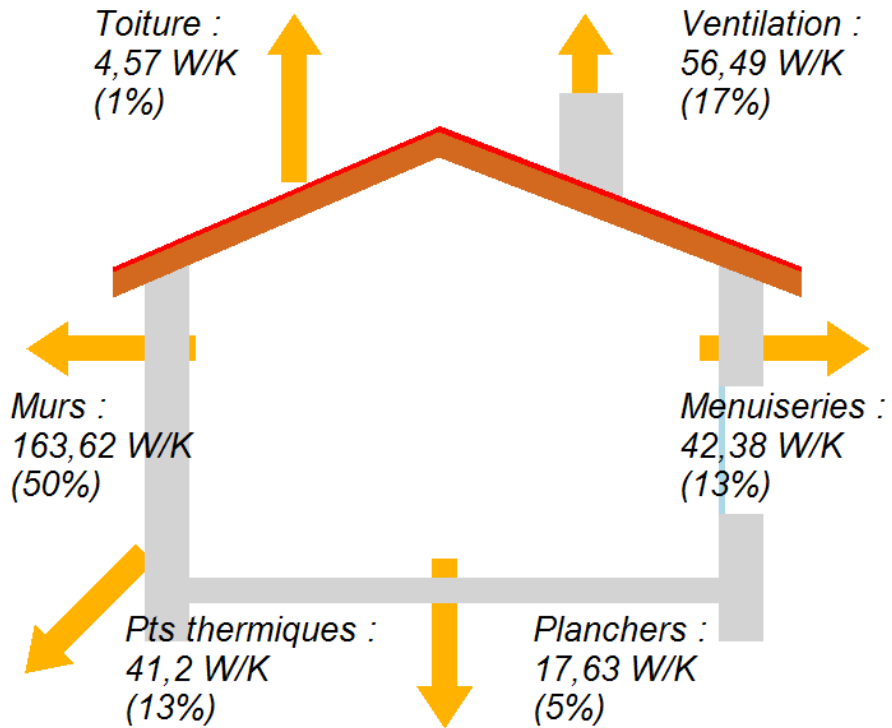 Toiture :
4,57 W/K
(1%)
Ventilation :
56,49 W/K
(17%)
Murs :
163,62 W/K
(50%)
Menuiseries :
42,38 W/K
(13%)
Pts thermiques :
41,2 W/K
(13%)
Planchers :
17,63 W/K
(5%)